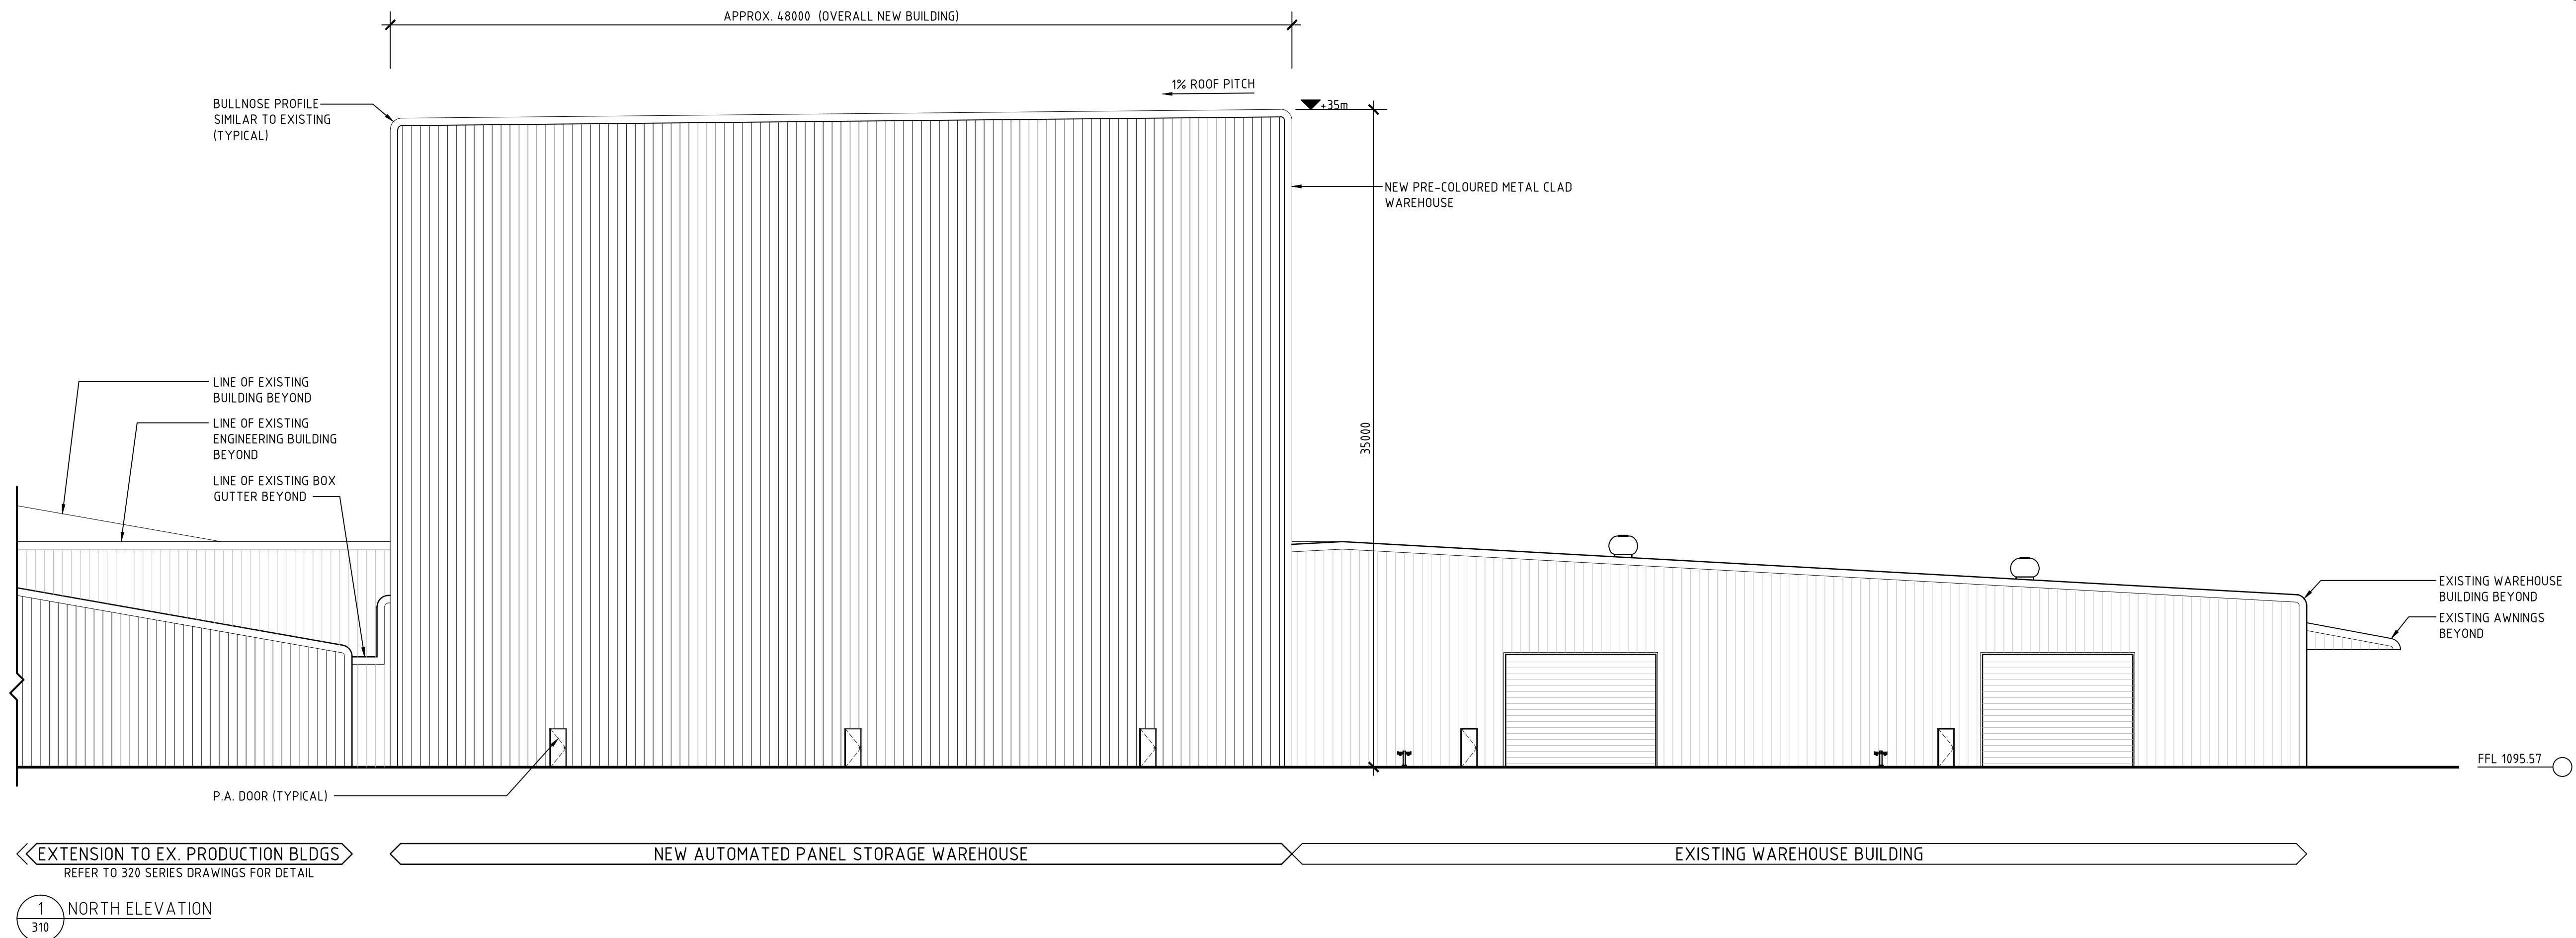 APPROX. 48000 (OVERALL NEW BUILDING)
1% ROOF PITCH
BULLNOSE PROFILE
SIMILAR TO EXISTING
(TYPICAL)
+35m
NEW PRE-COLOURED METAL CLAD
WAREHOUSE
LINE OF EXISTING
BUILDING BEYOND
LINE OF EXISTING
ENGINEERING BUILDING
BEYOND
35000
LINE OF EXISTING BOX
GUTTER BEYOND
EXISTING WAREHOUSE
BUILDING BEYOND
EXISTING AWNINGS
BEYOND
FFL 1095.57
P.A. DOOR (TYPICAL)
EXTENSION TO EX. PRODUCTION BLDGS
REFER TO 320 SERIES DRAWINGS FOR DETAIL
NEW AUTOMATED PANEL STORAGE WAREHOUSE
EXISTING WAREHOUSE BUILDING
1
310
NORTH ELEVATION